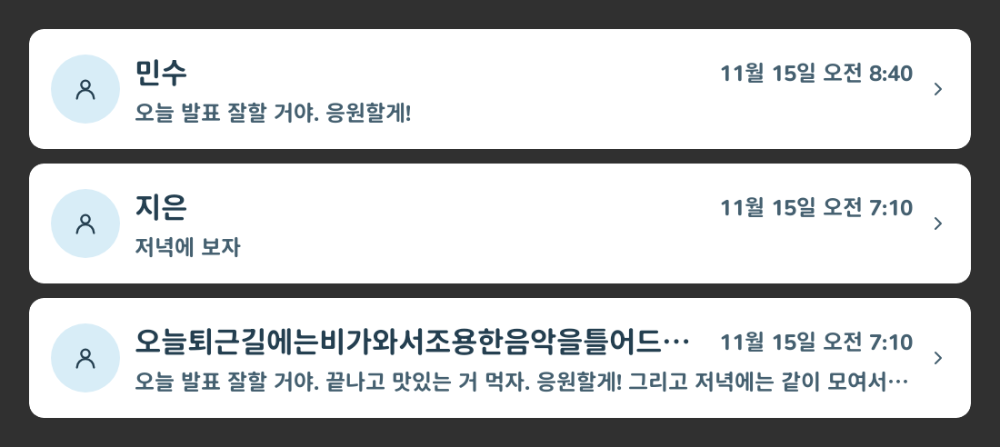 민수
11월 15일 오전 8:40
오늘 발표 잘할 거야. 응원할게!
지은
11월 15일 오전 7:10
저녁에 보자
오늘퇴근길에는비가와서조용한음악을틀어드…
11월 15일 오전 7:10
오늘 발표 잘할 거야. 끝나고 맛있는 거 먹자. 응원할게! 그리고 저녁에는 같이 모여서…